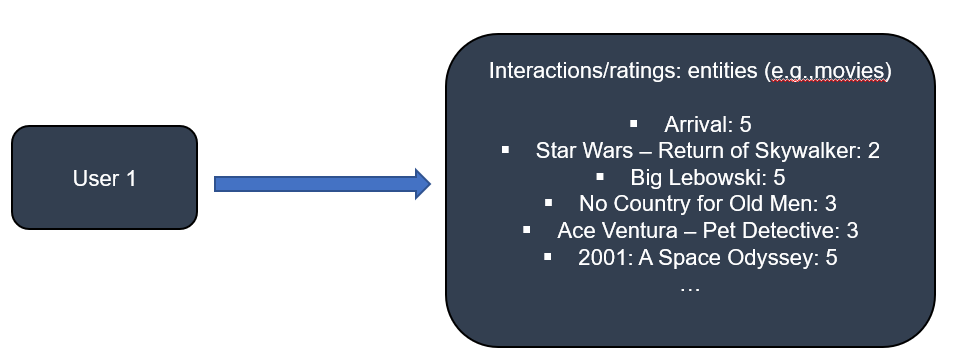 User 1
Interactions/ratings: entities (e.g.,movies)
▪ Arrival: 5
▪ Star Wars – Return of Skywalker: 2
▪ Big Lebowski: 5
▪ No Country for Old Men: 3
▪ Ace Ventura – Pet Detective: 3
▪ 2001: A Space Odyssey: 5
…